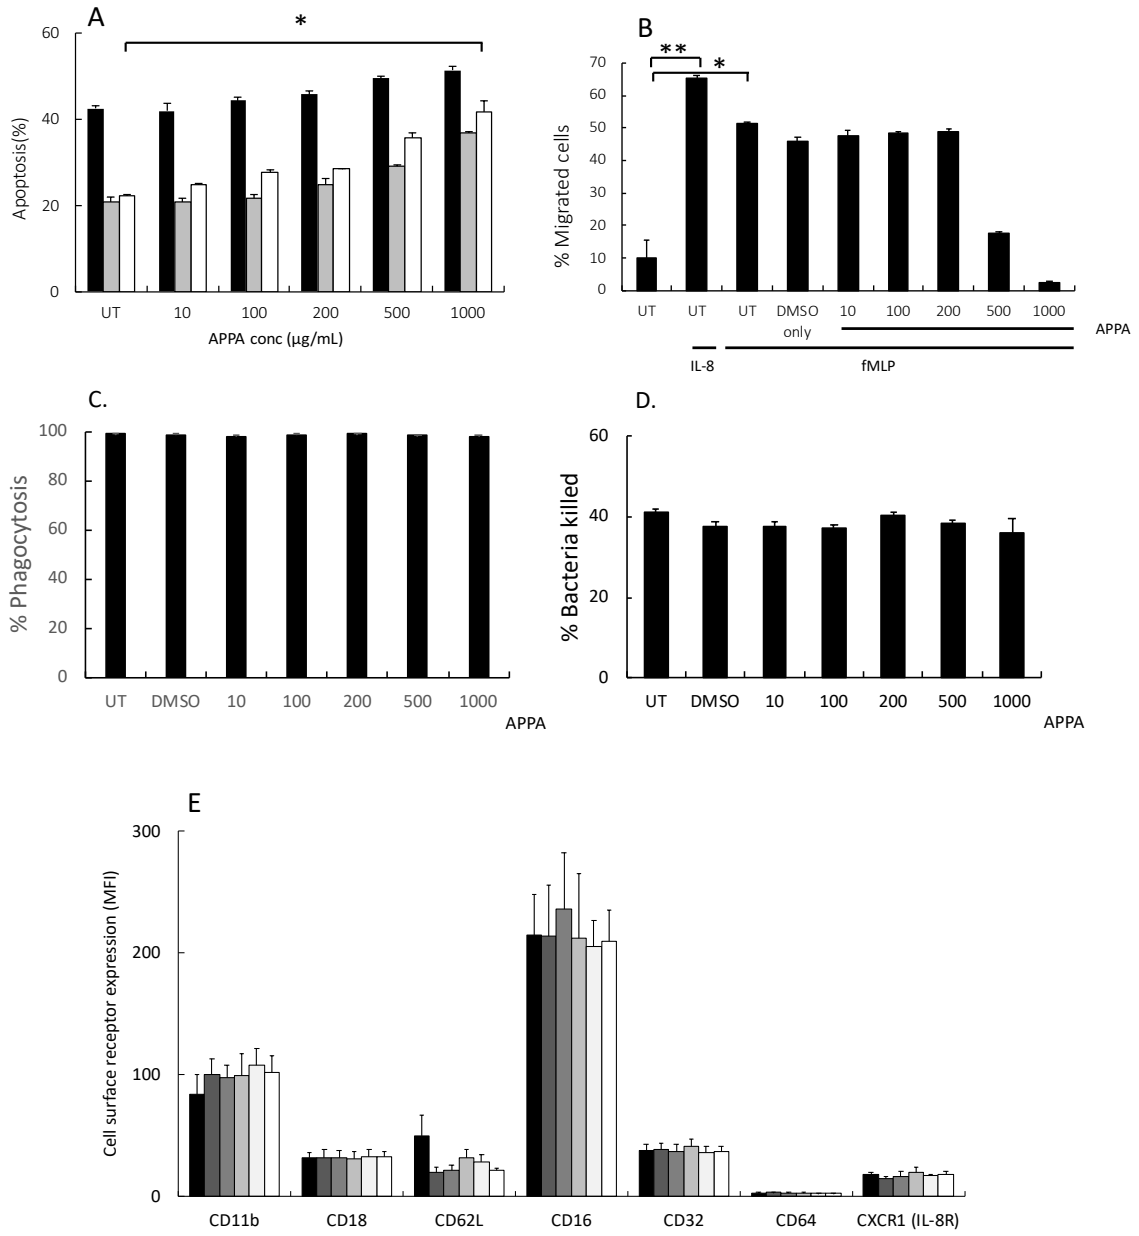 A
*
Apoptosis(%)
60
40
20
0
UT 10 100 200 500 1000
APPA conc (µg/mL)
B
**
*
% Migrated cells
70
60
50
40
30
20
10
0
UT UT UT DMSO only 10 100 200 500 1000
APPA
IL-8 fMLP
C.
% Phagocytosis
100
80
60
40
20
0
UT DMSO 10 100 200 500 1000
APPA
D.
% Bacteria killed
60
40
20
0
UT DMSO 10 100 200 500 1000
APPA
E
Cell surface receptor expression (MFI)
300
200
100
0
CD11b CD18 CD62L CD16 CD32 CD64 CXCR1 (IL-8R)